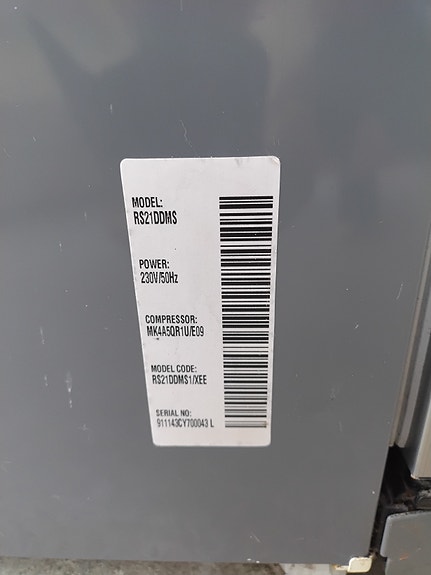 MODEL:
RS21DDMS
POWER:
230V/50Hz
COMPRESSOR:
MK4A5QR1U/E09
MODEL CODE:
RS21DDMS1/XEE
SERIAL NO:
911143CY700043 L